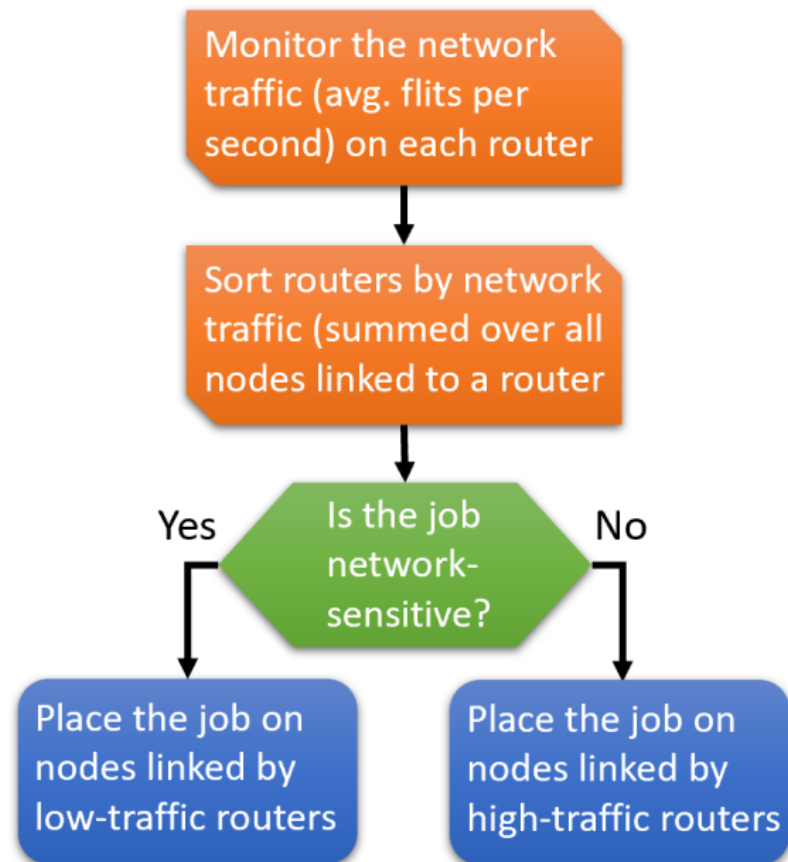 Monitor the network
traffic (avg. flits per
second) on each router
Sort routers by network
traffic (summed over all
nodes linked to a router
Is the job
network-
sensitive?
Yes
No
Place the job on
nodes linked by
low-traffic routers
Place the job on
nodes linked by
high-traffic routers